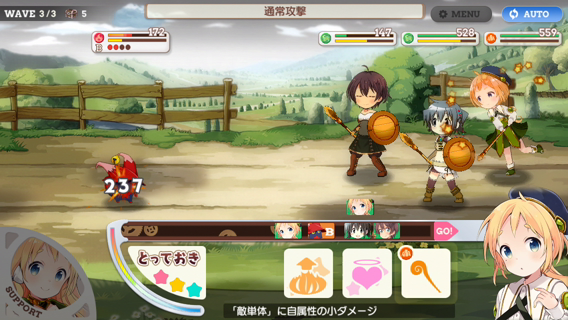 WAVE 3/3 5
通常攻撃
MENU
AUTO
172
147
528
559
13
237
B
GO!
とっておき
SUPPORT
「敵単体」に自属性の小ダメージ